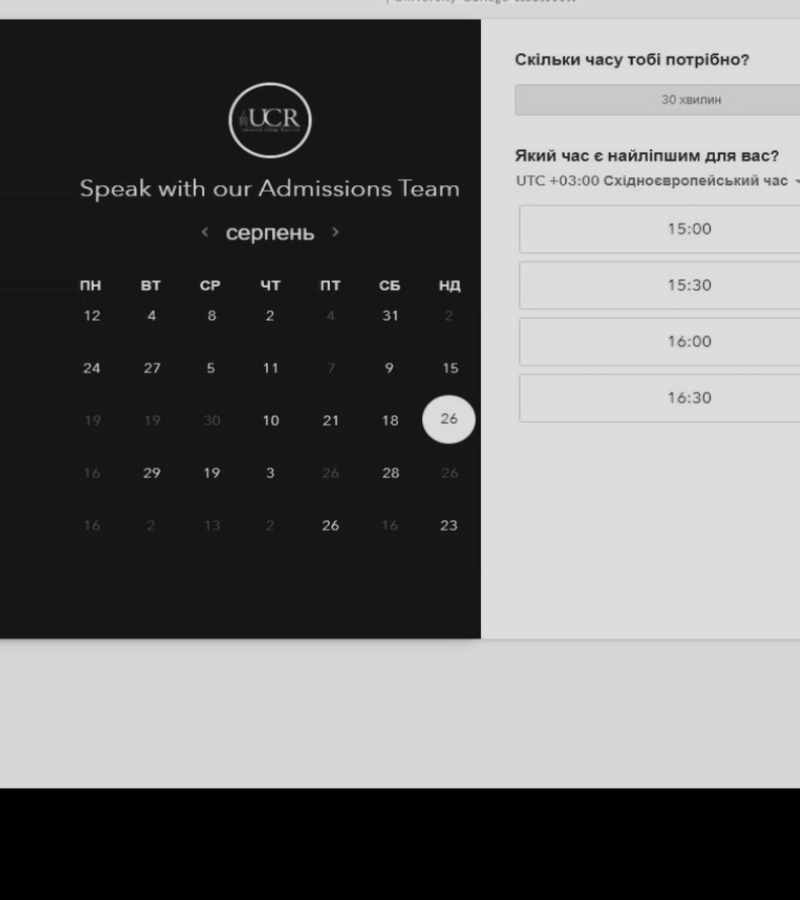 UCR
Speak with our Admissions Team
< серпень >
ПН ВТ СР ЧТ ПТ СБ НД
12 4 8 2 4 31 2
24 27 5 11 7 9 15
19 19 30 10 21 18 26
16 29 19 3 26 28 26
16 2 13 2 26 16 23
Скільки часу тобі потрібно?
30 хвилин
Який час є найліпшим для вас?
UTC +03:00 Східноєвропейський час
15:00
15:30
16:00
16:30